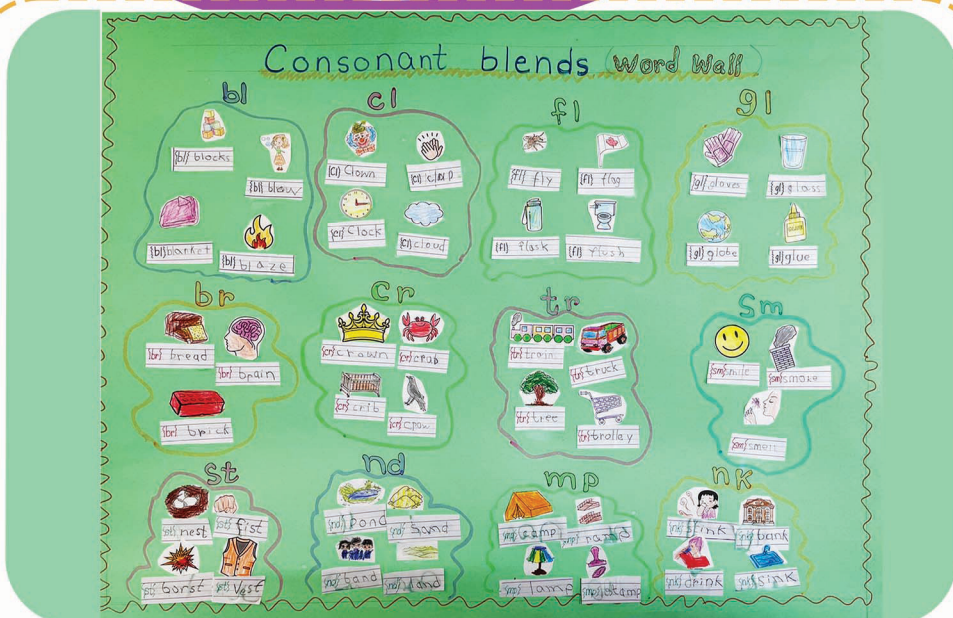 Consonant blends (Word Wall)
bl
cl
fl
gl
{bl} blocks
{bl} blow
{bl} blanket
{bl} blaze
{cl} Clown
{cl} clap
{cl} Clock
{cl} cloud
{fl} fly
{fl} flag
{fl} flask
{fl} flush
{gl} gloves
{gl} glass
{gl} globe
{gl} glue
br
cr
tr
Sm
{br} bread
{br} brain
{br} brick
{cr} crown
{cr} crab
{cr} crib
{cr} crow
{tr} train
{tr} truck
{tr} tree
{tr} trolley
{sm} smile
{sm} smoke
{sm} smell
st
nd
mp
nk
{st} nest
{st} fist
{st} borst
{st} Vest
{nd} pond
{nd} sand
{nd} band
{nd}
{mp} camp
{mp}
{mp} lamp
{mp} stamp
{nk}
{nk} bank
{nk} drink
{nk} sink